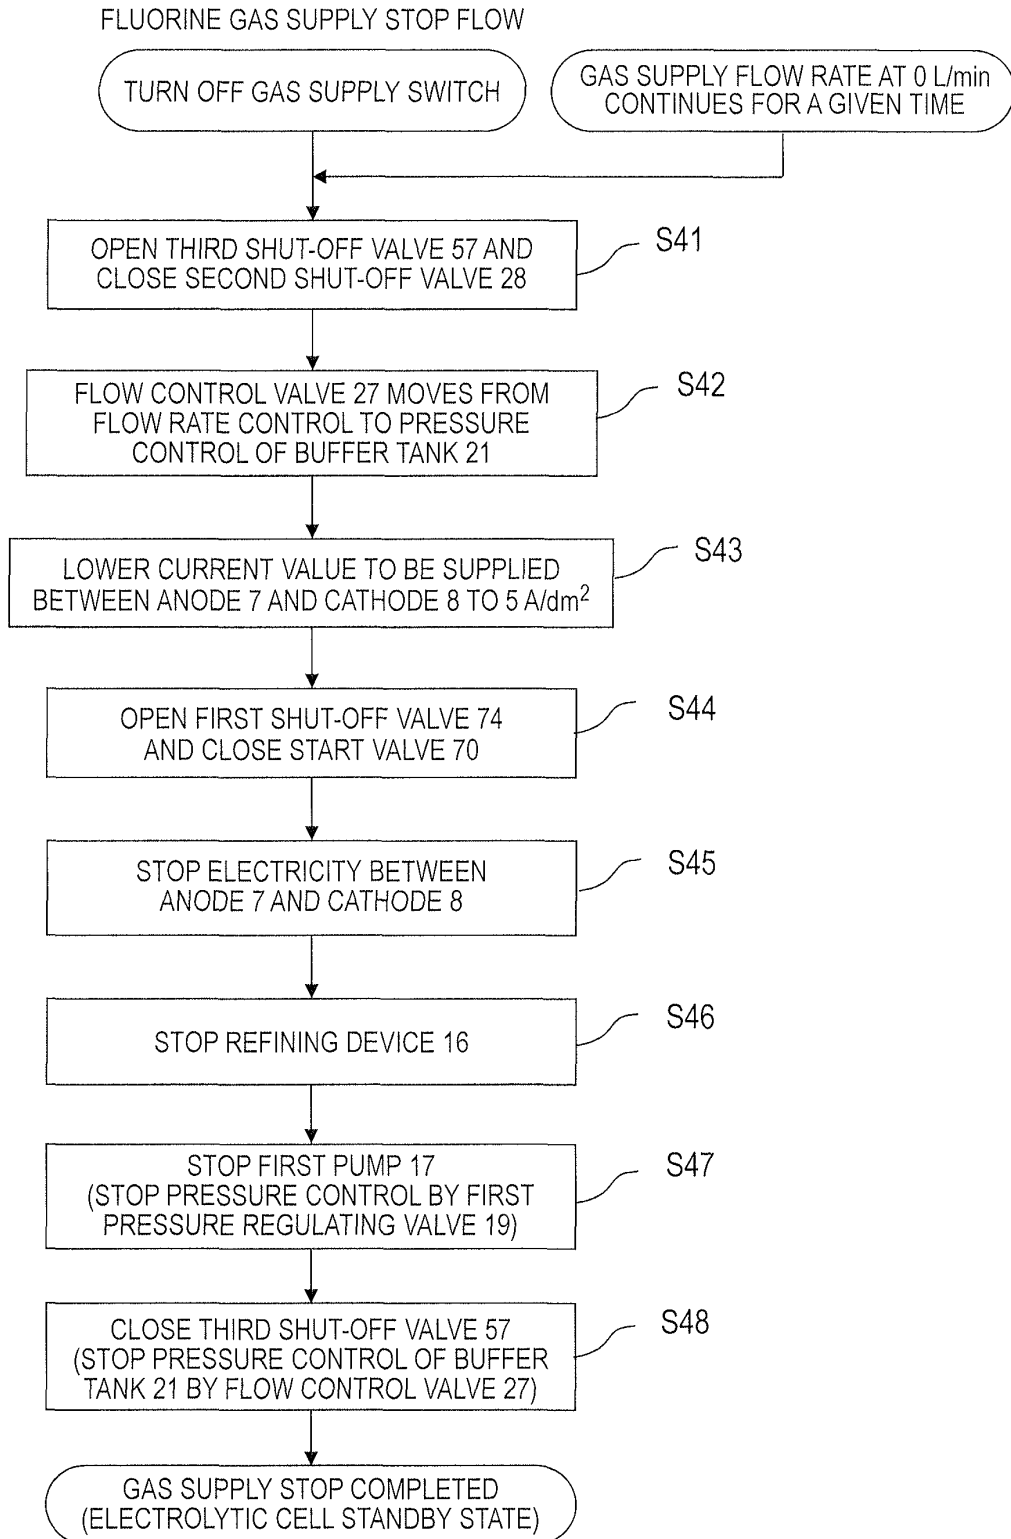 FLUORINE GAS SUPPLY STOP FLOW
TURN OFF GAS SUPPLY SWITCH
GAS SUPPLY FLOW RATE AT 0 L/min
CONTINUES FOR A GIVEN TIME
OPEN THIRD SHUT-OFF VALVE 57 AND
CLOSE SECOND SHUT-OFF VALVE 28
S41
FLOW CONTROL VALVE 27 MOVES FROM
FLOW RATE CONTROL TO PRESSURE
CONTROL OF BUFFER TANK 21
S42
LOWER CURRENT VALUE TO BE SUPPLIED
BETWEEN ANODE 7 AND CATHODE 8 TO 5 A/dm²
S43
OPEN FIRST SHUT-OFF VALVE 74
AND CLOSE START VALVE 70
S44
STOP ELECTRICITY BETWEEN
ANODE 7 AND CATHODE 8
S45
STOP REFINING DEVICE 16
S46
STOP FIRST PUMP 17
(STOP PRESSURE CONTROL BY FIRST
PRESSURE REGULATING VALVE 19)
S47
CLOSE THIRD SHUT-OFF VALVE 57
(STOP PRESSURE CONTROL OF BUFFER
TANK 21 BY FLOW CONTROL VALVE 27)
S48
GAS SUPPLY STOP COMPLETED
(ELECTROLYTIC CELL STANDBY STATE)